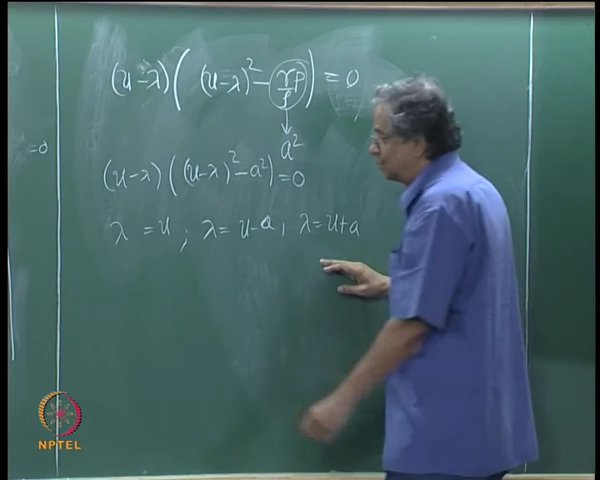 (u-λ)((u-λ)² - γp/ρ) = 0
a²
=0
(u-λ)((u-λ)² - a²) = 0
λ = u ; λ = u-a, λ = u+a
NPTEL